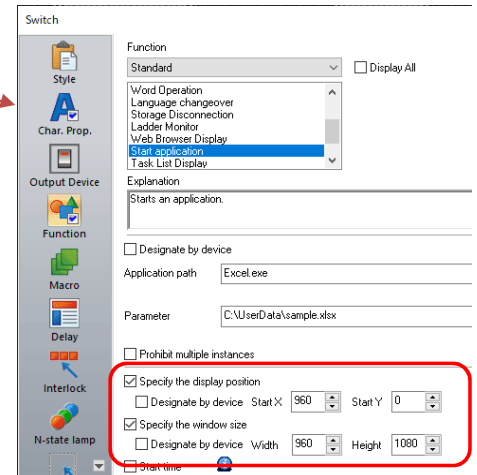 Switch
Style
Char. Prop.
Output Device
Function
Macro
Delay
Interlock
N-state lamp
Function
Standard
Display All
Word Operation
Language changeover
Storage Disconnection
Ladder Monitor
Web Browser Display
Start application
Task List Display
Explanation
Starts an application.
Designate by device
Application path Excel.exe
Parameter C:\UserData\sample.xlsx
Prohibit multiple instances
Specify the display position
Designate by device Start X 960 Start Y 0
Specify the window size
Designate by device Width 960 Height 1080
Start time